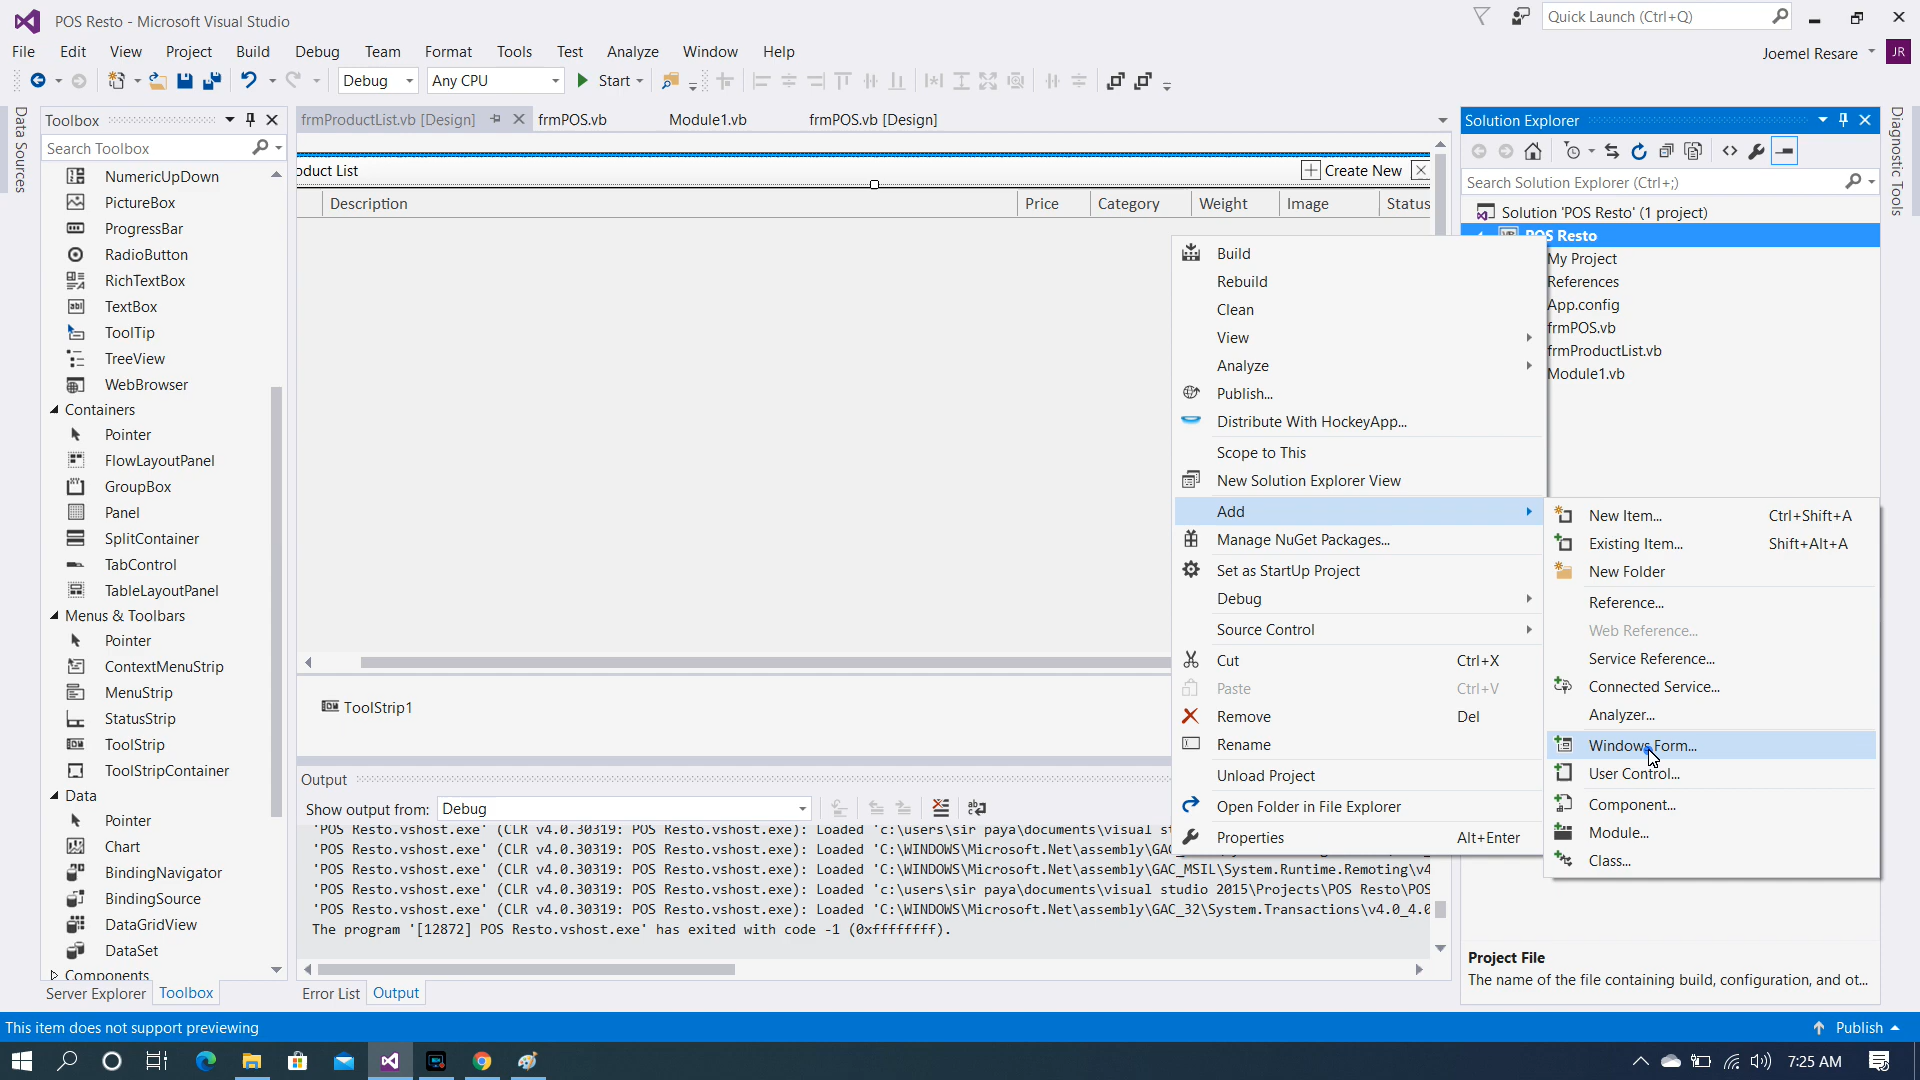 POS Resto - Microsoft Visual Studio
Quick Launch (Ctrl+Q)
File Edit View Project Build Debug Team Format Tools Test Analyze Window Help
Joemel Resare JR
Debug Any CPU Start
Data Sources
Toolbox
Search Toolbox
NumericUpDown
PictureBox
ProgressBar
RadioButton
RichTextBox
TextBox
ToolTip
TreeView
WebBrowser
Containers
Pointer
FlowLayoutPanel
GroupBox
Panel
SplitContainer
TabControl
TableLayoutPanel
Menus & Toolbars
Pointer
ContextMenuStrip
MenuStrip
StatusStrip
ToolStrip
ToolStripContainer
Data
Pointer
Chart
BindingNavigator
BindingSource
DataGridView
DataSet
Components
Server Explorer Toolbox
frmProductList.vb [Design] frmPOS.vb Module1.vb frmPOS.vb [Design]
oduct List Create New
Description Price Category Weight Image Status
ToolStrip1
Output
Show output from: Debug
'POS Resto.vshost.exe' (CLR v4.0.30319: POS Resto.vshost.exe): Loaded 'c:\users\sir paya\documents\visual st
'POS Resto.vshost.exe' (CLR v4.0.30319: POS Resto.vshost.exe): Loaded 'C:\WINDOWS\Microsoft.Net\assembly\GAC_
'POS Resto.vshost.exe' (CLR v4.0.30319: POS Resto.vshost.exe): Loaded 'C:\WINDOWS\Microsoft.Net\assembly\GAC_MSIL\System.Runtime.Remoting\v4
'POS Resto.vshost.exe' (CLR v4.0.30319: POS Resto.vshost.exe): Loaded 'c:\users\sir paya\documents\visual studio 2015\Projects\POS Resto\POS
'POS Resto.vshost.exe' (CLR v4.0.30319: POS Resto.vshost.exe): Loaded 'C:\WINDOWS\Microsoft.Net\assembly\GAC_32\System.Transactions\v4.0_4.0
The program '[12872] POS Resto.vshost.exe' has exited with code -1 (0xffffffff).
Error List Output
Build
Rebuild
Clean
View
Analyze
Publish...
Distribute With HockeyApp...
Scope to This
New Solution Explorer View
Add
Manage NuGet Packages...
Set as StartUp Project
Debug
Source Control
Cut Ctrl+X
Paste Ctrl+V
Remove Del
Rename
Unload Project
Open Folder in File Explorer
Properties Alt+Enter
New Item... Ctrl+Shift+A
Existing Item... Shift+Alt+A
New Folder
Reference...
Web Reference...
Service Reference...
Connected Service...
Analyzer...
Windows Form...
User Control...
Component...
Module...
Class...
Solution Explorer
Search Solution Explorer (Ctrl+;)
Solution 'POS Resto' (1 project)
POS Resto
My Project
References
App.config
frmPOS.vb
frmProductList.vb
Module1.vb
Project File
The name of the file containing build, configuration, and ot...
Diagnostic Tools
This item does not support previewing
Publish
7:25 AM